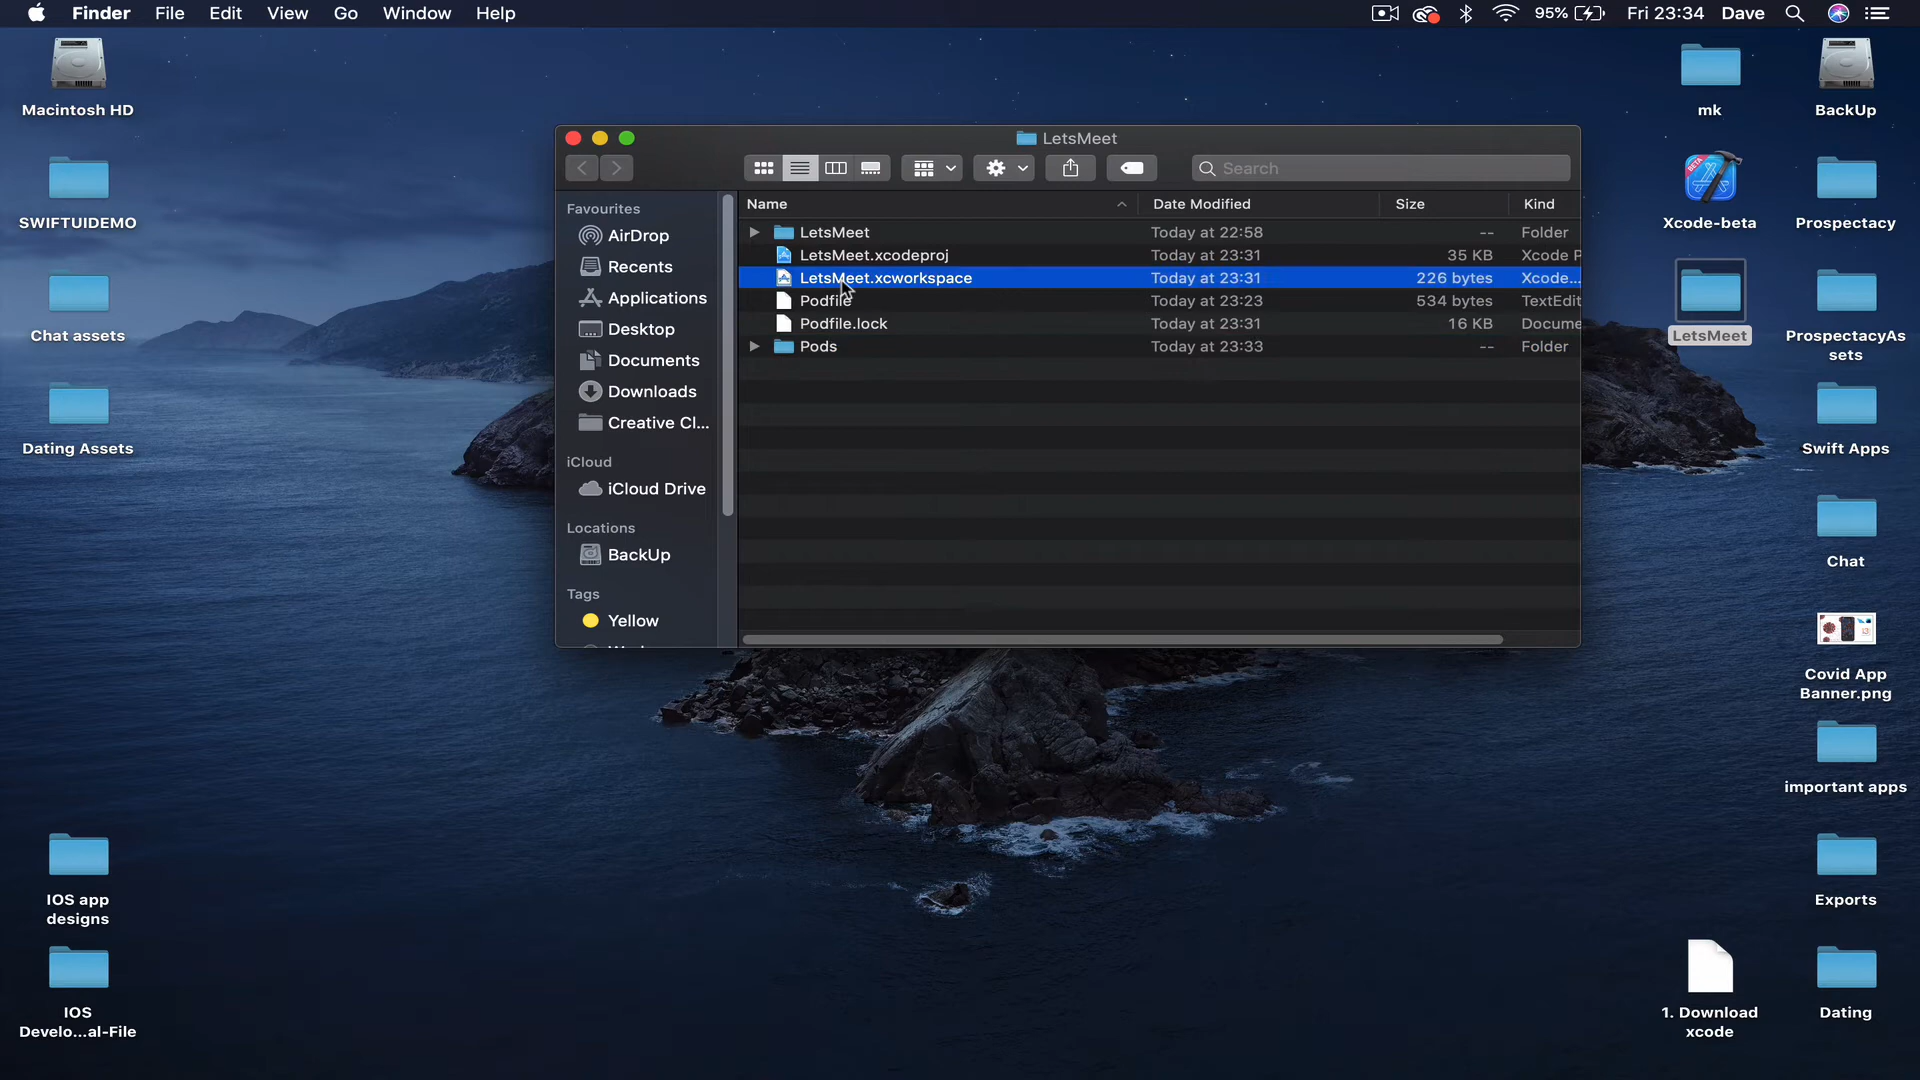 Finder File Edit View Go Window Help 95% Fri 23:34 Dave
Macintosh HD
SWIFTUIDEMO
Chat assets
Dating Assets
IOS app
designs
IOS
Develo...al-File
LetsMeet
Search
Favourites
AirDrop
Recents
Applications
Desktop
Documents
Downloads
Creative Cl...
iCloud
iCloud Drive
Locations
BackUp
Tags
Yellow
Name Date Modified Size Kind
LetsMeet Today at 22:58 -- Folder
LetsMeet.xcodeproj Today at 23:31 35 KB Xcode P
LetsMeet.xcworkspace Today at 23:31 226 bytes Xcode...
Podfile Today at 23:23 534 bytes TextEdit
Podfile.lock Today at 23:31 16 KB Docume
Pods Today at 23:33 -- Folder
mk
BETA
Xcode-beta
LetsMeet
1. Download
xcode
BackUp
Prospectacy
ProspectacyAs
sets
Swift Apps
Chat
Covid App
Banner.png
important apps
Exports
Dating